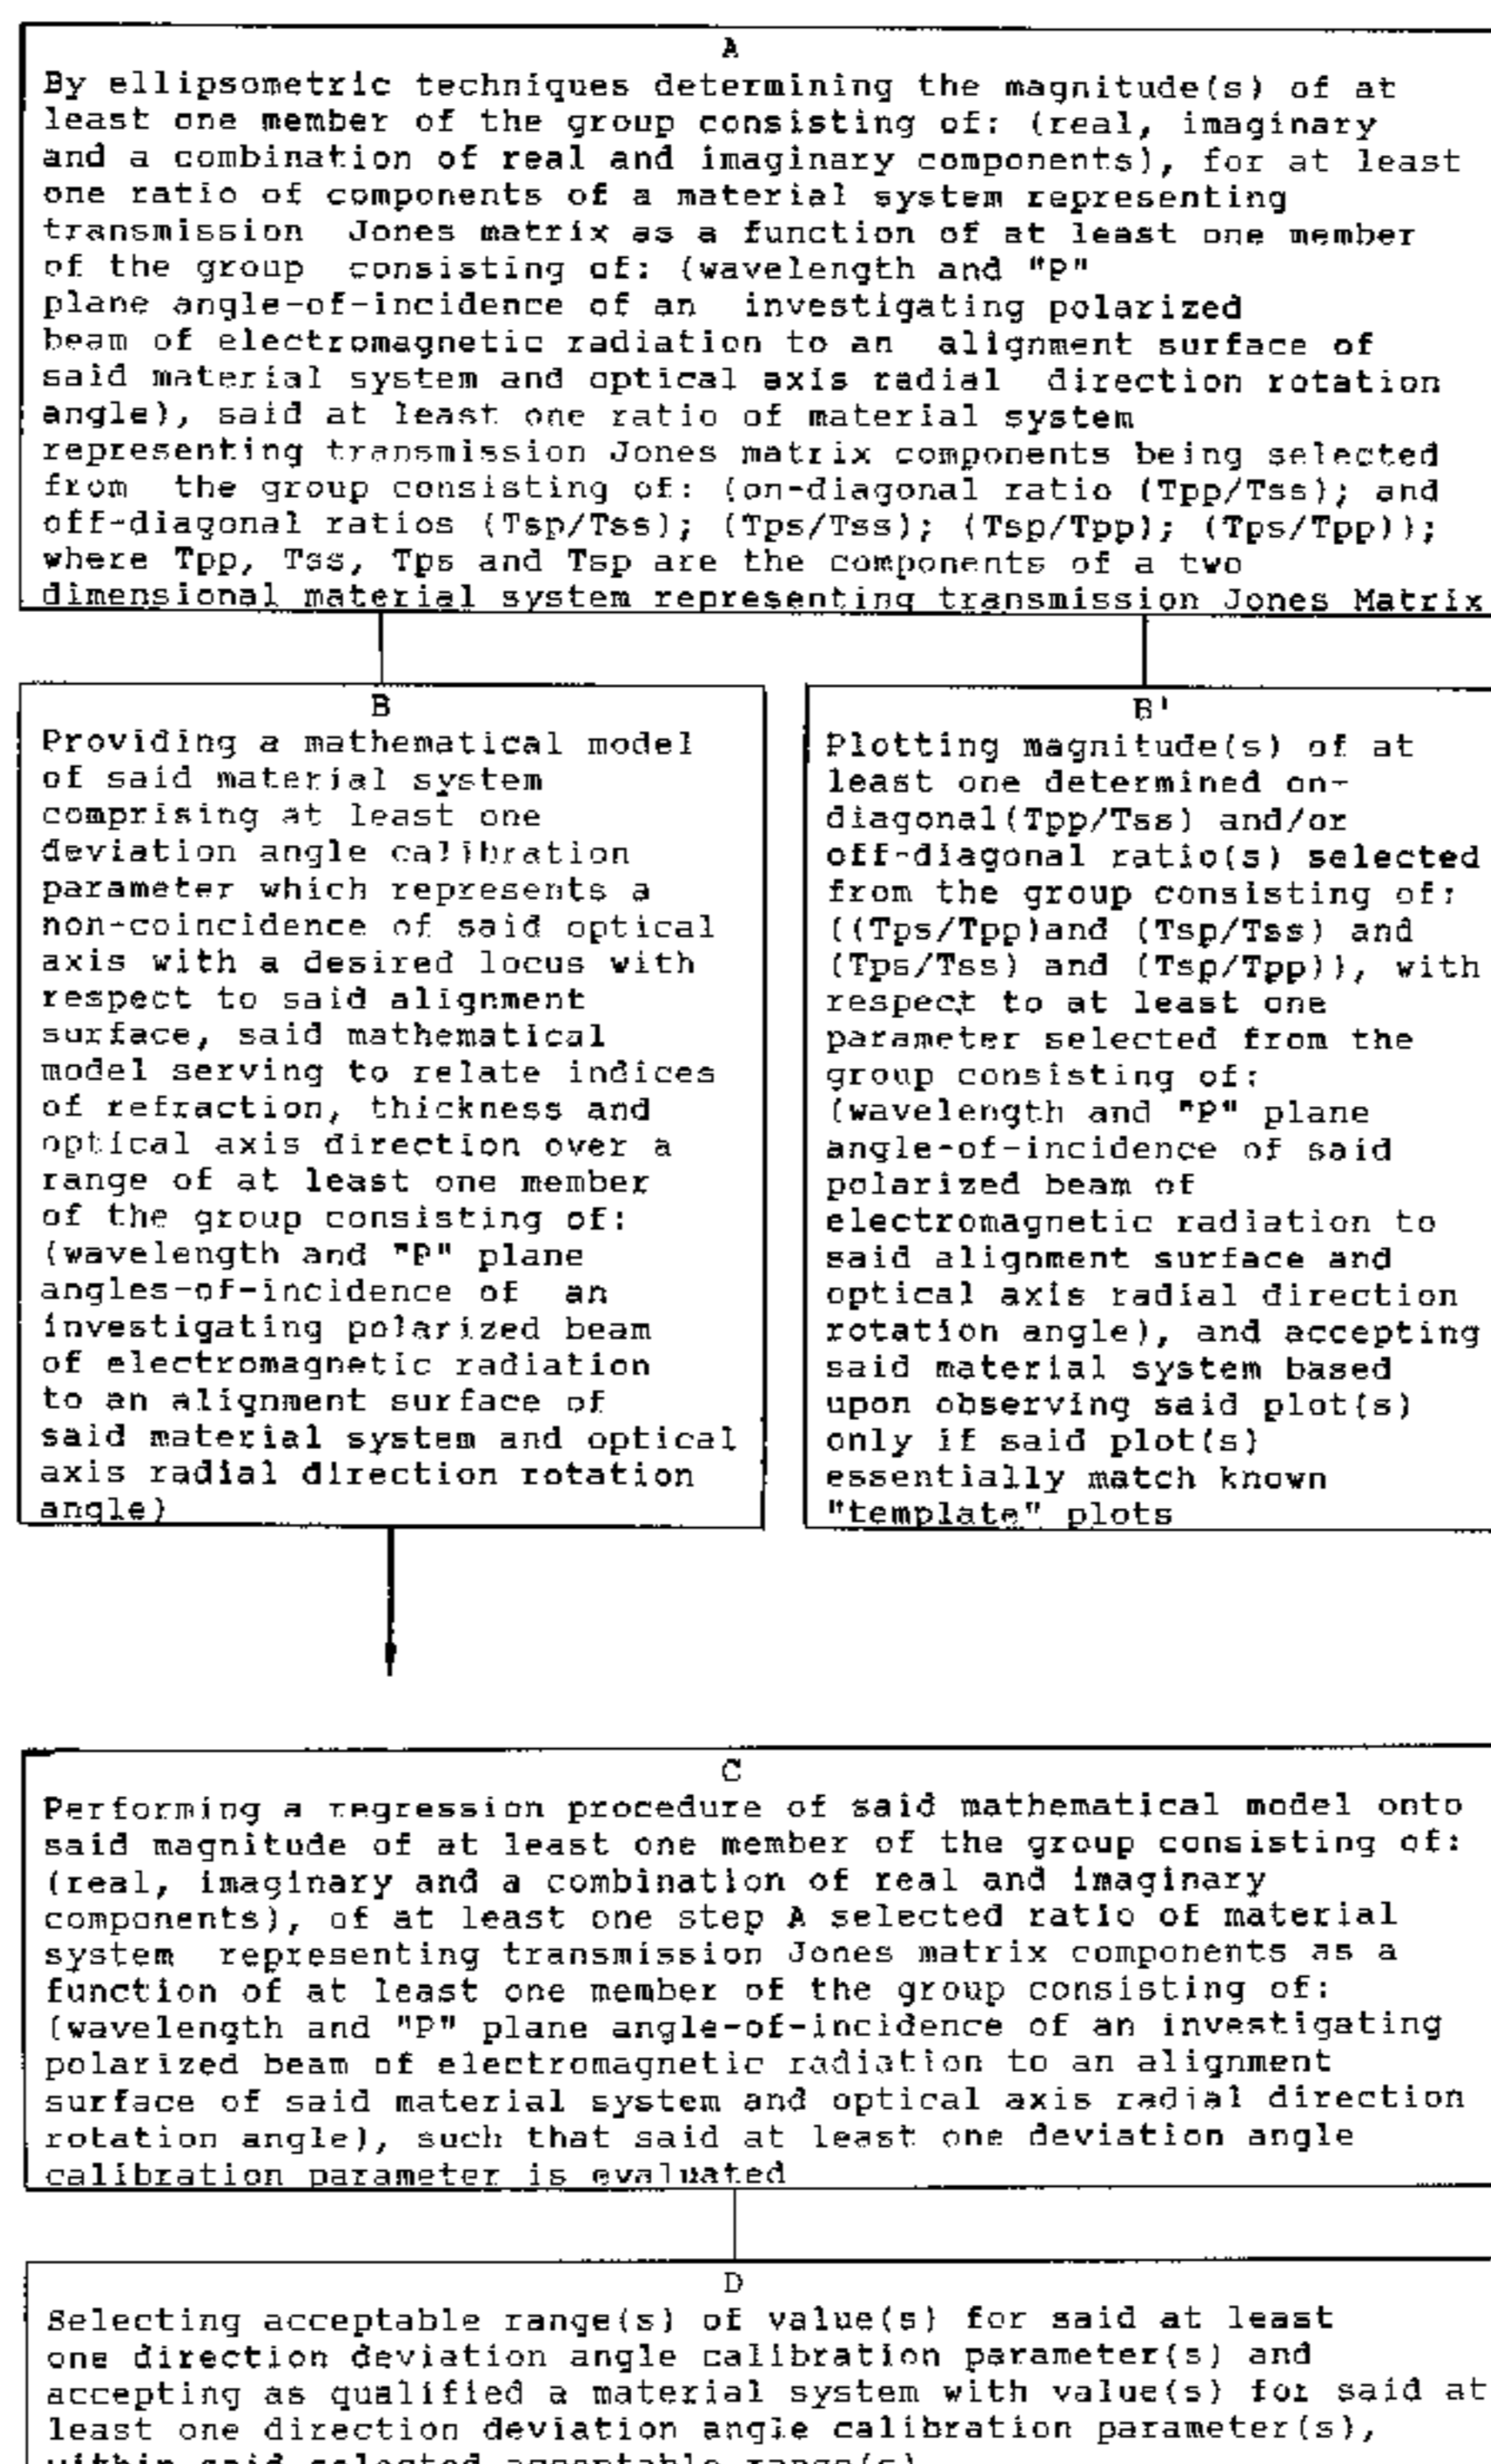 A
By ellipsometric techniques determining the magnitude(s) of at
least one member of the group consisting of: (real, imaginary
and a combination of real and imaginary components), for at least
one ratio of components of a material system representing
transmission Jones matrix as a function of at least one member
of the group consisting of: (wavelength and "P"
plane angle-of-incidence of an investigating polarized
beam of electromagnetic radiation to an alignment surface of
said material system and optical axis radial direction rotation
angle), said at least one ratio of material system
representing transmission Jones matrix components being selected
from the group consisting of: (on-diagonal ratio (Tpp/Tss); and
off-diagonal ratios (Tsp/Tss); (Tps/Tss); (Tsp/Tpp); (Tps/Tpp));
where Tpp, Tss, Tps and Tsp are the components of a two
dimensional material system representing transmission Jones Matrix
B
Providing a mathematical model
of said material system
comprising at least one
deviation angle calibration
parameter which represents a
non-coincidence of said optical
axis with a desired locus with
respect to said alignment
surface, said mathematical
model serving to relate indices
of refraction, thickness and
optical axis direction over a
range of at least one member
of the group consisting of:
(wavelength and "P" plane
angles-of-incidence of an
investigating polarized beam
of electromagnetic radiation
to an alignment surface of
said material system and optical
axis radial direction rotation
angle)
B'
Plotting magnitude(s) of at
least one determined on-
diagonal(Tpp/Tss) and/or
off-diagonal ratio(s) selected
from the group consisting of:
((Tps/Tpp)and (Tsp/Tss) and
(Tps/Tss) and (Tsp/Tpp)), with
respect to at least one
parameter selected from the
group consisting of:
(wavelength and "P" plane
angle-of-incidence of said
polarized beam of
electromagnetic radiation to
said alignment surface and
optical axis radial direction
rotation angle), and accepting
said material system based
upon observing said plot(s)
only if said plot(s)
essentially match known
"template" plots
C
Performing a regression procedure of said mathematical model onto
said magnitude of at least one member of the group consisting of:
(real, imaginary and a combination of real and imaginary
components), of at least one step A selected ratio of material
system representing transmission Jones matrix components as a
function of at least one member of the group consisting of:
(wavelength and "P" plane angle-of-incidence of an investigating
polarized beam of electromagnetic radiation to an alignment
surface of said material system and optical axis radial direction
rotation angle), such that said at least one deviation angle
calibration parameter is evaluated
D
Selecting acceptable range(s) of value(s) for said at least
one direction deviation angle calibration parameter(s) and
accepting as qualified a material system with value(s) for said at
least one direction deviation angle calibration parameter(s),
within said selected acceptable range(s)